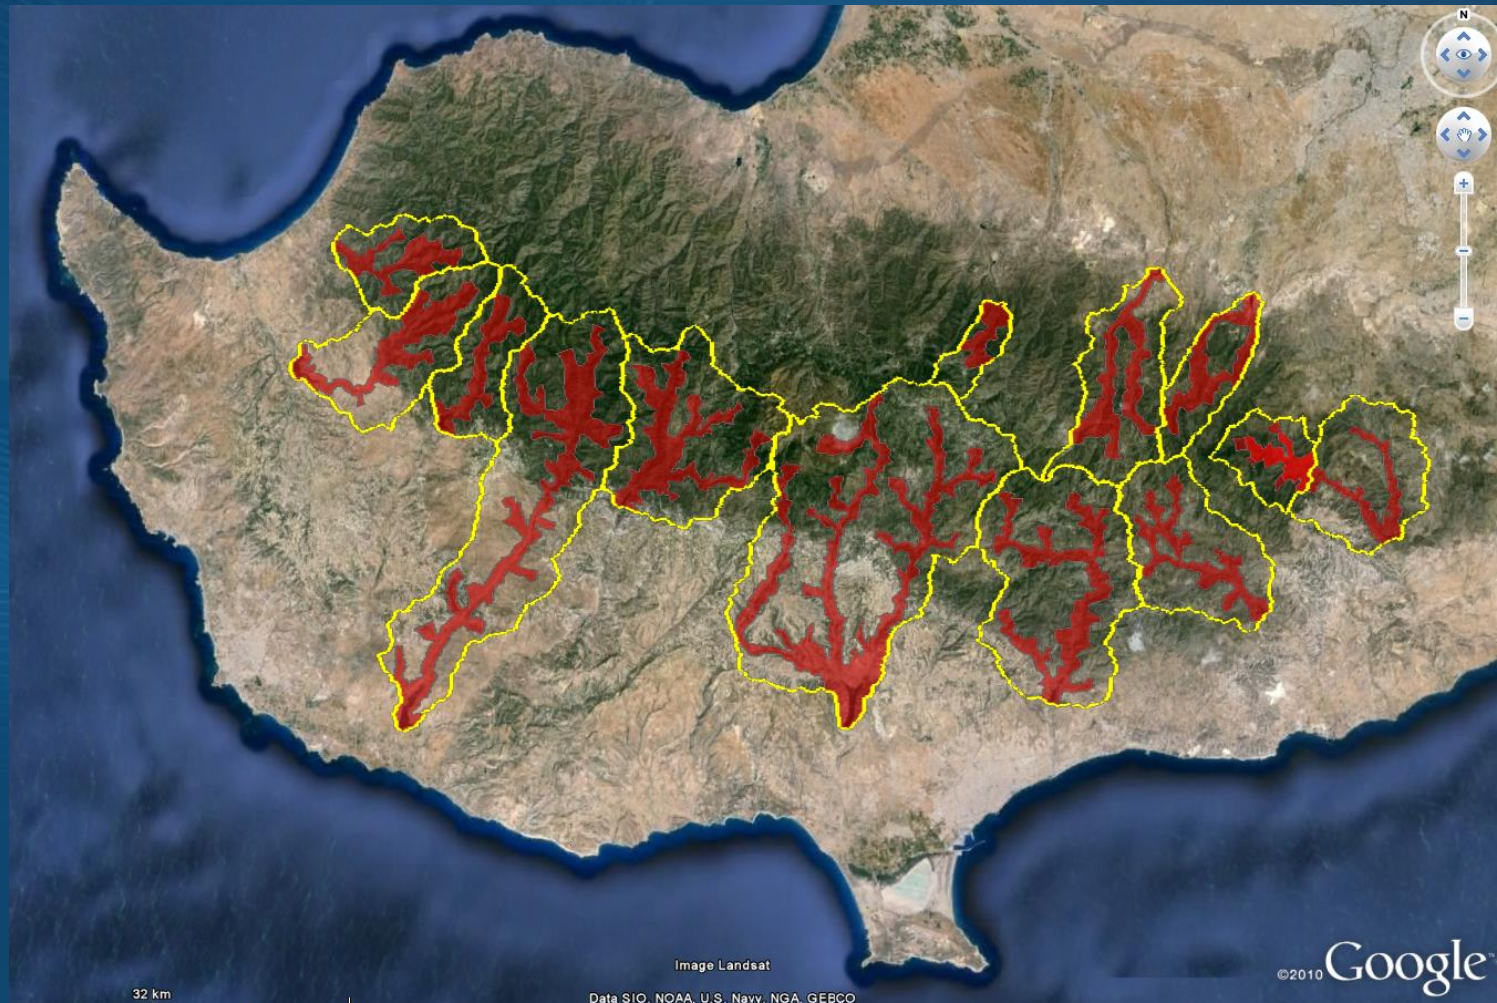 N
Image Landsat
©2010 Google
32 km
Data SIO, NOAA, U.S. Navy, NGA, GEBCO